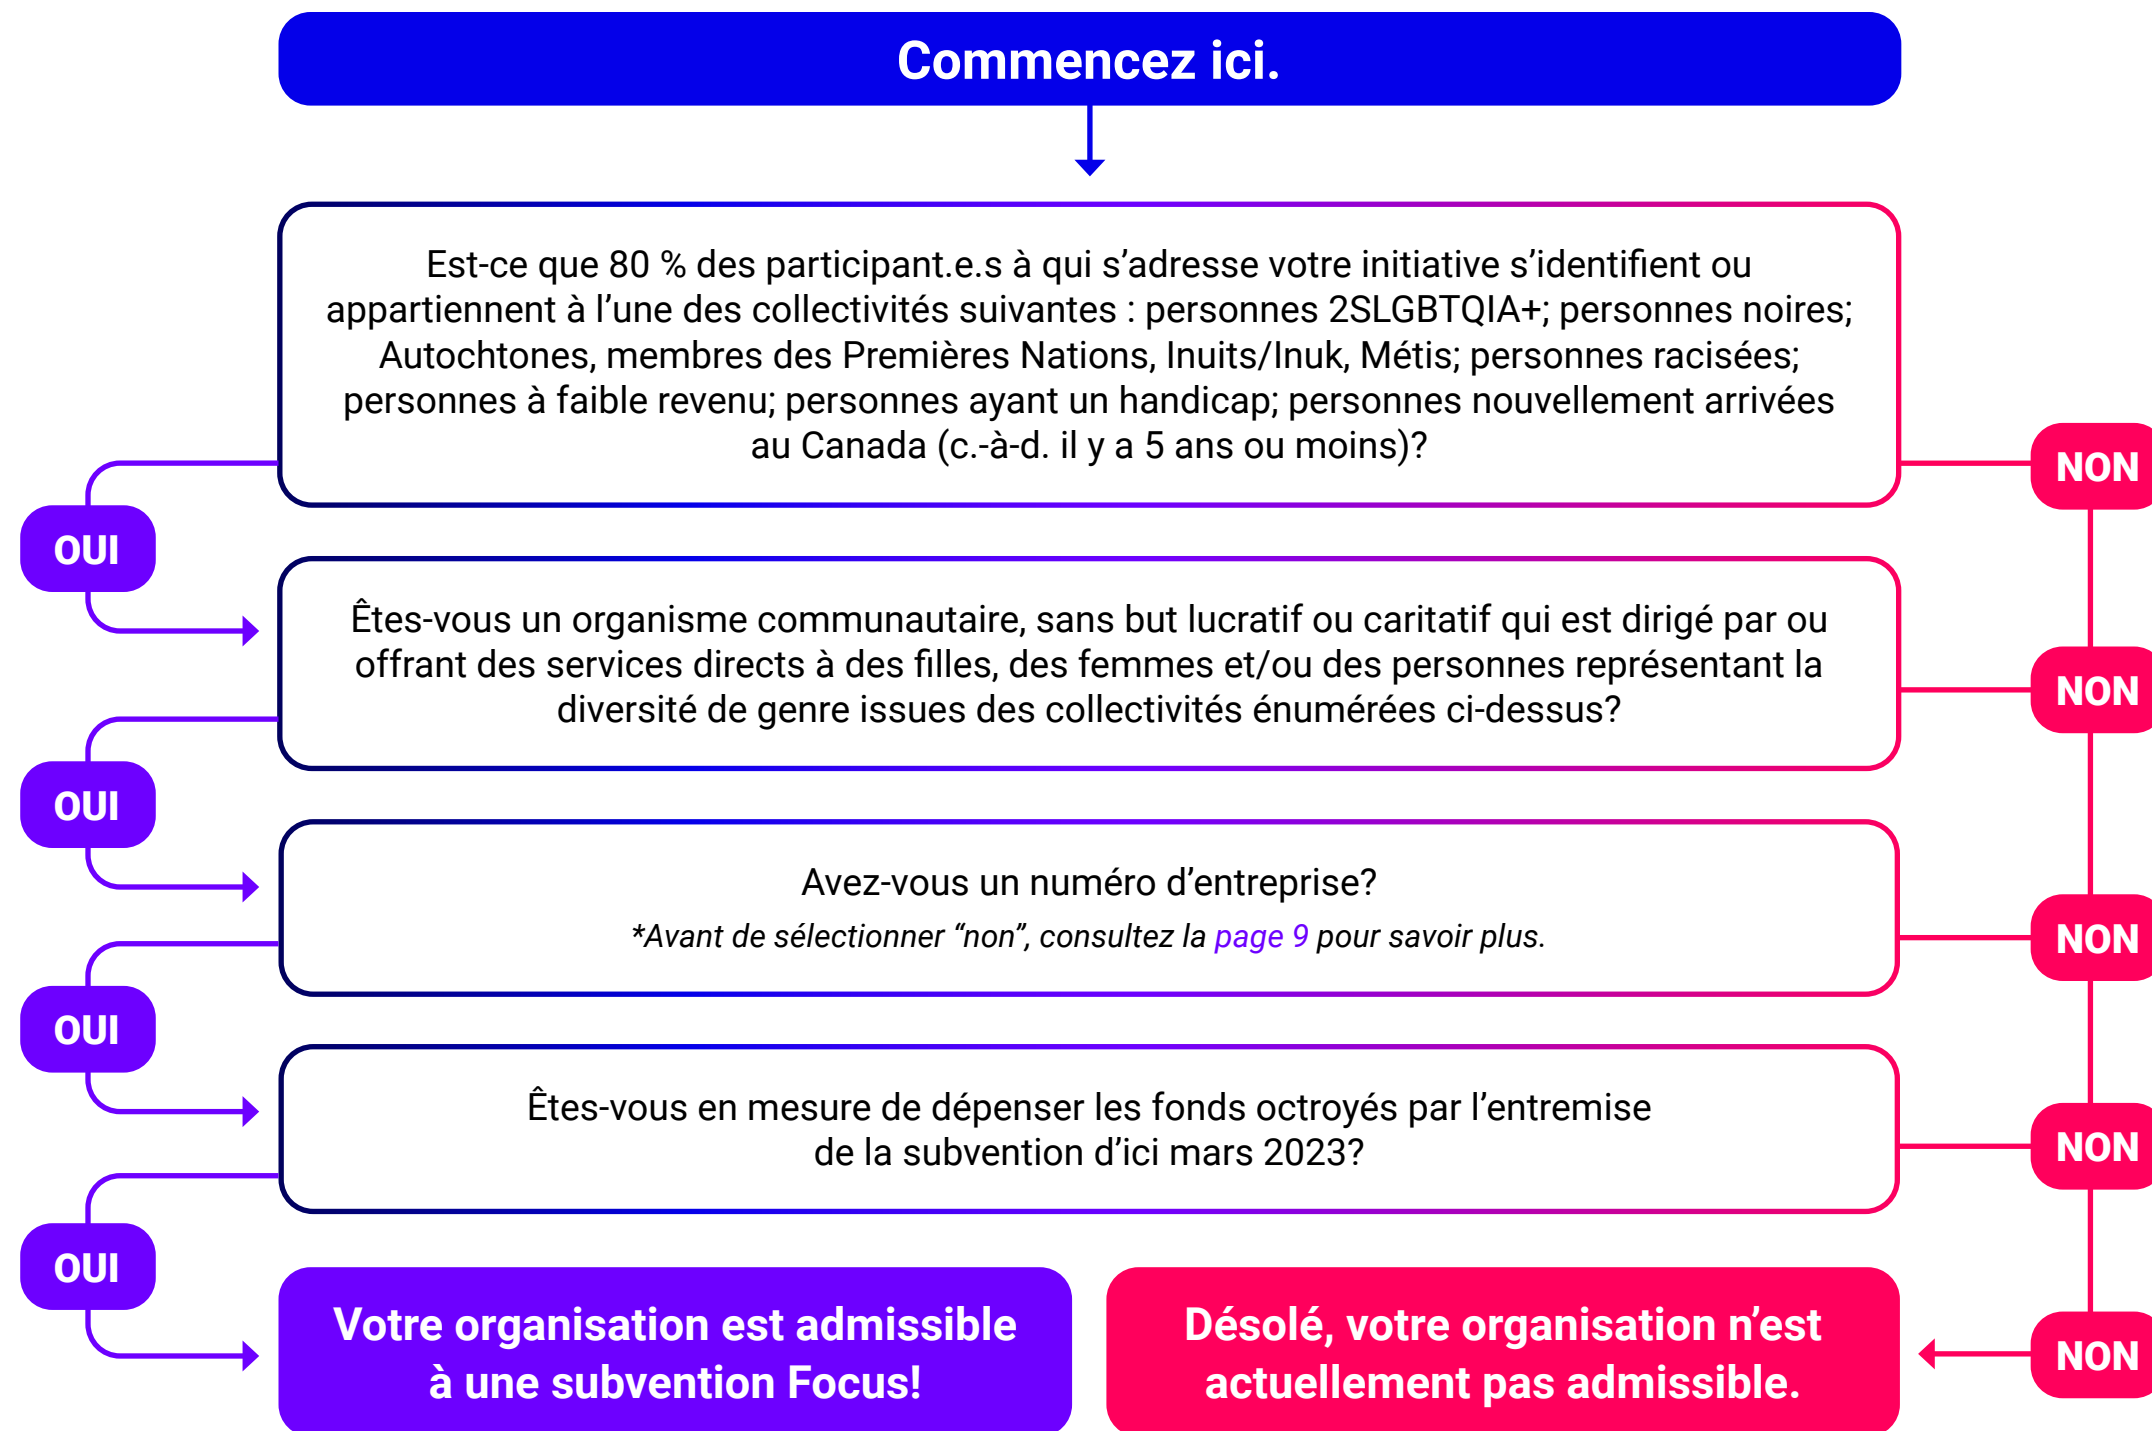 Commencez ici.
Est-ce que 80 % des participant.e.s à qui s’adresse votre initiative s’identifient ou
appartiennent à l’une des collectivités suivantes : personnes 2SLGBTQIA+; personnes noires;
Autochtones, membres des Premières Nations, Inuits/Inuk, Métis; personnes racisées;
personnes à faible revenu; personnes ayant un handicap; personnes nouvellement arrivées
au Canada (c.-à-d. il y a 5 ans ou moins)?
NON
OUI
Êtes-vous un organisme communautaire, sans but lucratif ou caritatif qui est dirigé par ou
offrant des services directs à des filles, des femmes et/ou des personnes représentant la
diversité de genre issues des collectivités énumérées ci-dessus?
NON
OUI
Avez-vous un numéro d’entreprise?
*Avant de sélectionner “non”, consultez la page 9 pour savoir plus.
NON
OUI
Êtes-vous en mesure de dépenser les fonds octroyés par l’entremise
de la subvention d’ici mars 2023?
NON
OUI
Votre organisation est admissible
à une subvention Focus!
Désolé, votre organisation n’est
actuellement pas admissible.
NON